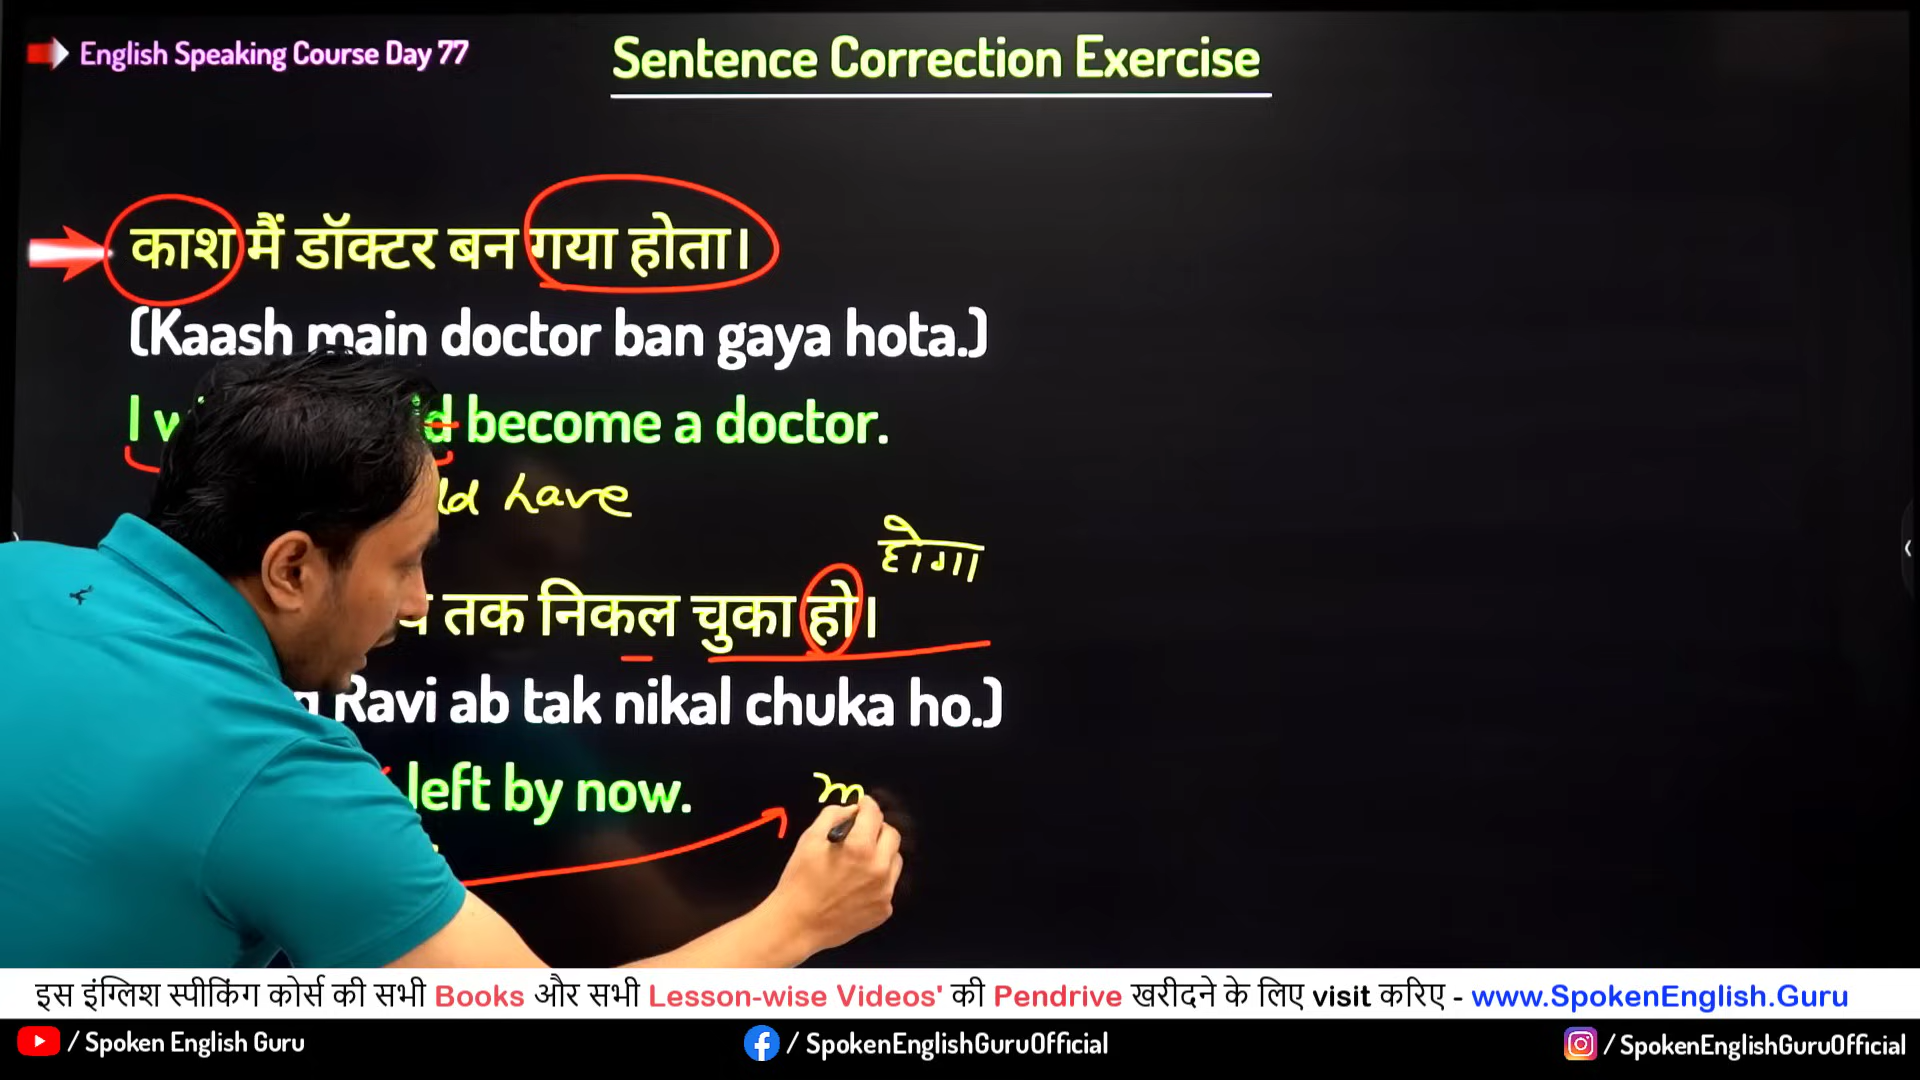 English Speaking Course Day 77
Sentence Correction Exercise
काश मैं डॉक्टर बन गया होता।
(Kaash main doctor ban gaya hota.)
I become a doctor.
have
होगा
तक निकल चुका हो।
Ravi ab tak nikal chuka ho.)
left by now.
इस इंग्लिश स्पीकिंग कोर्स की सभी Books और सभी Lesson-wise Videos' की Pendrive खरीदने के लिए visit करिए - www.SpokenEnglish.Guru
/ Spoken English Guru
/ SpokenEnglishGuruOfficial
/ SpokenEnglishGuruOfficial